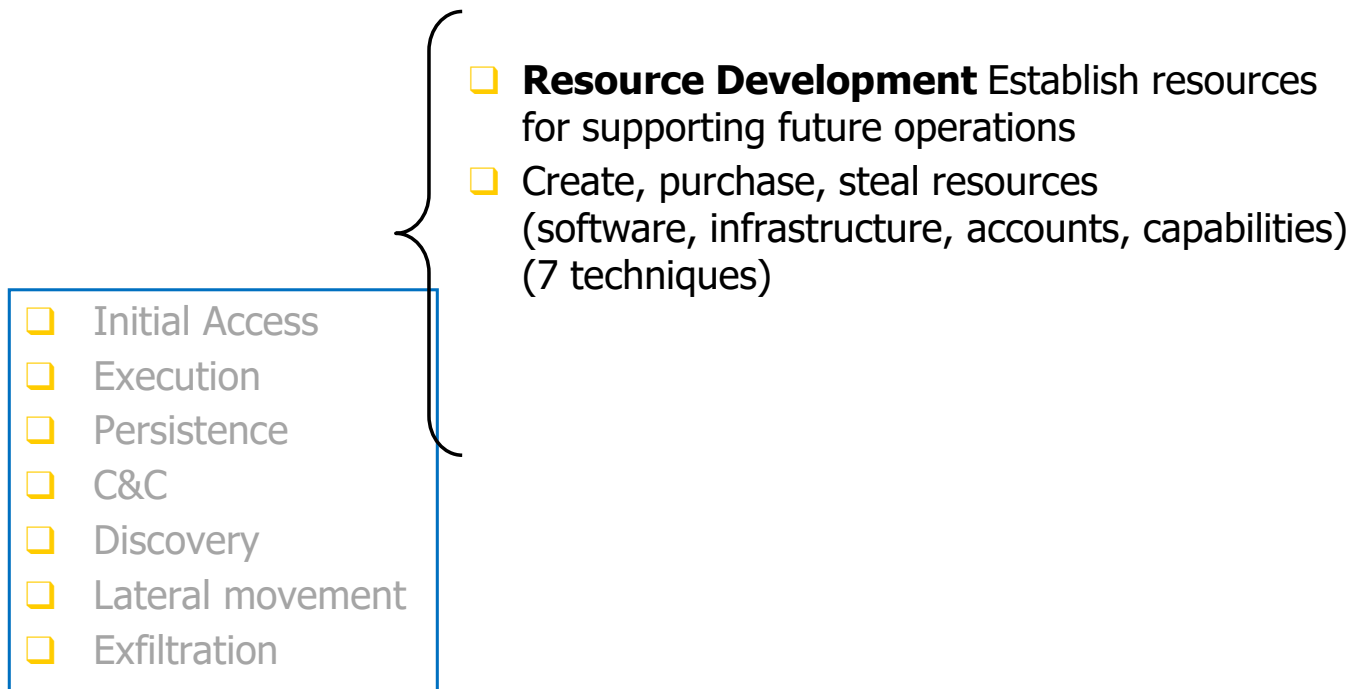 Resource Development Establish resources
for supporting future operations
Create, purchase, steal resources
(software, infrastructure, accounts, capabilities)
(7 techniques)
Initial Access
Execution
Persistence
C&C
Discovery
Lateral movement
Exfiltration